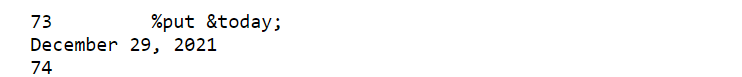 73         %put &today;
December 29, 2021
74